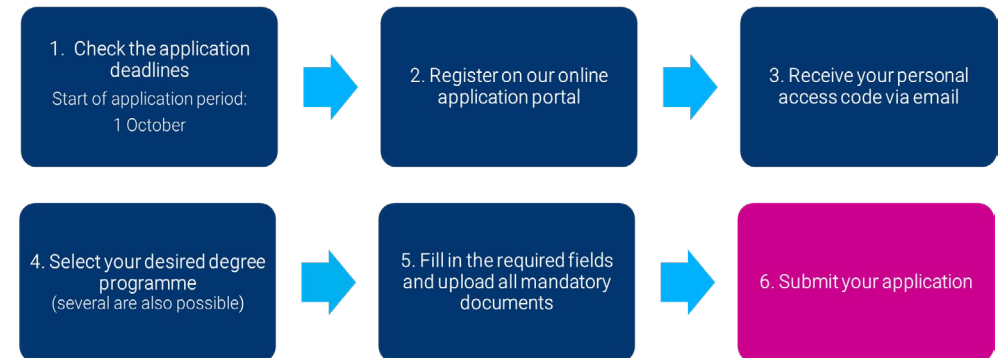 1. Check the application
deadlines
Start of application period:
1 October
2. Register on our online
application portal
3. Receive your personal
access code via email
4. Select your desired degree
programme
(several are also possible)
5. Fill in the required fields
and upload all mandatory
documents
6. Submit your application